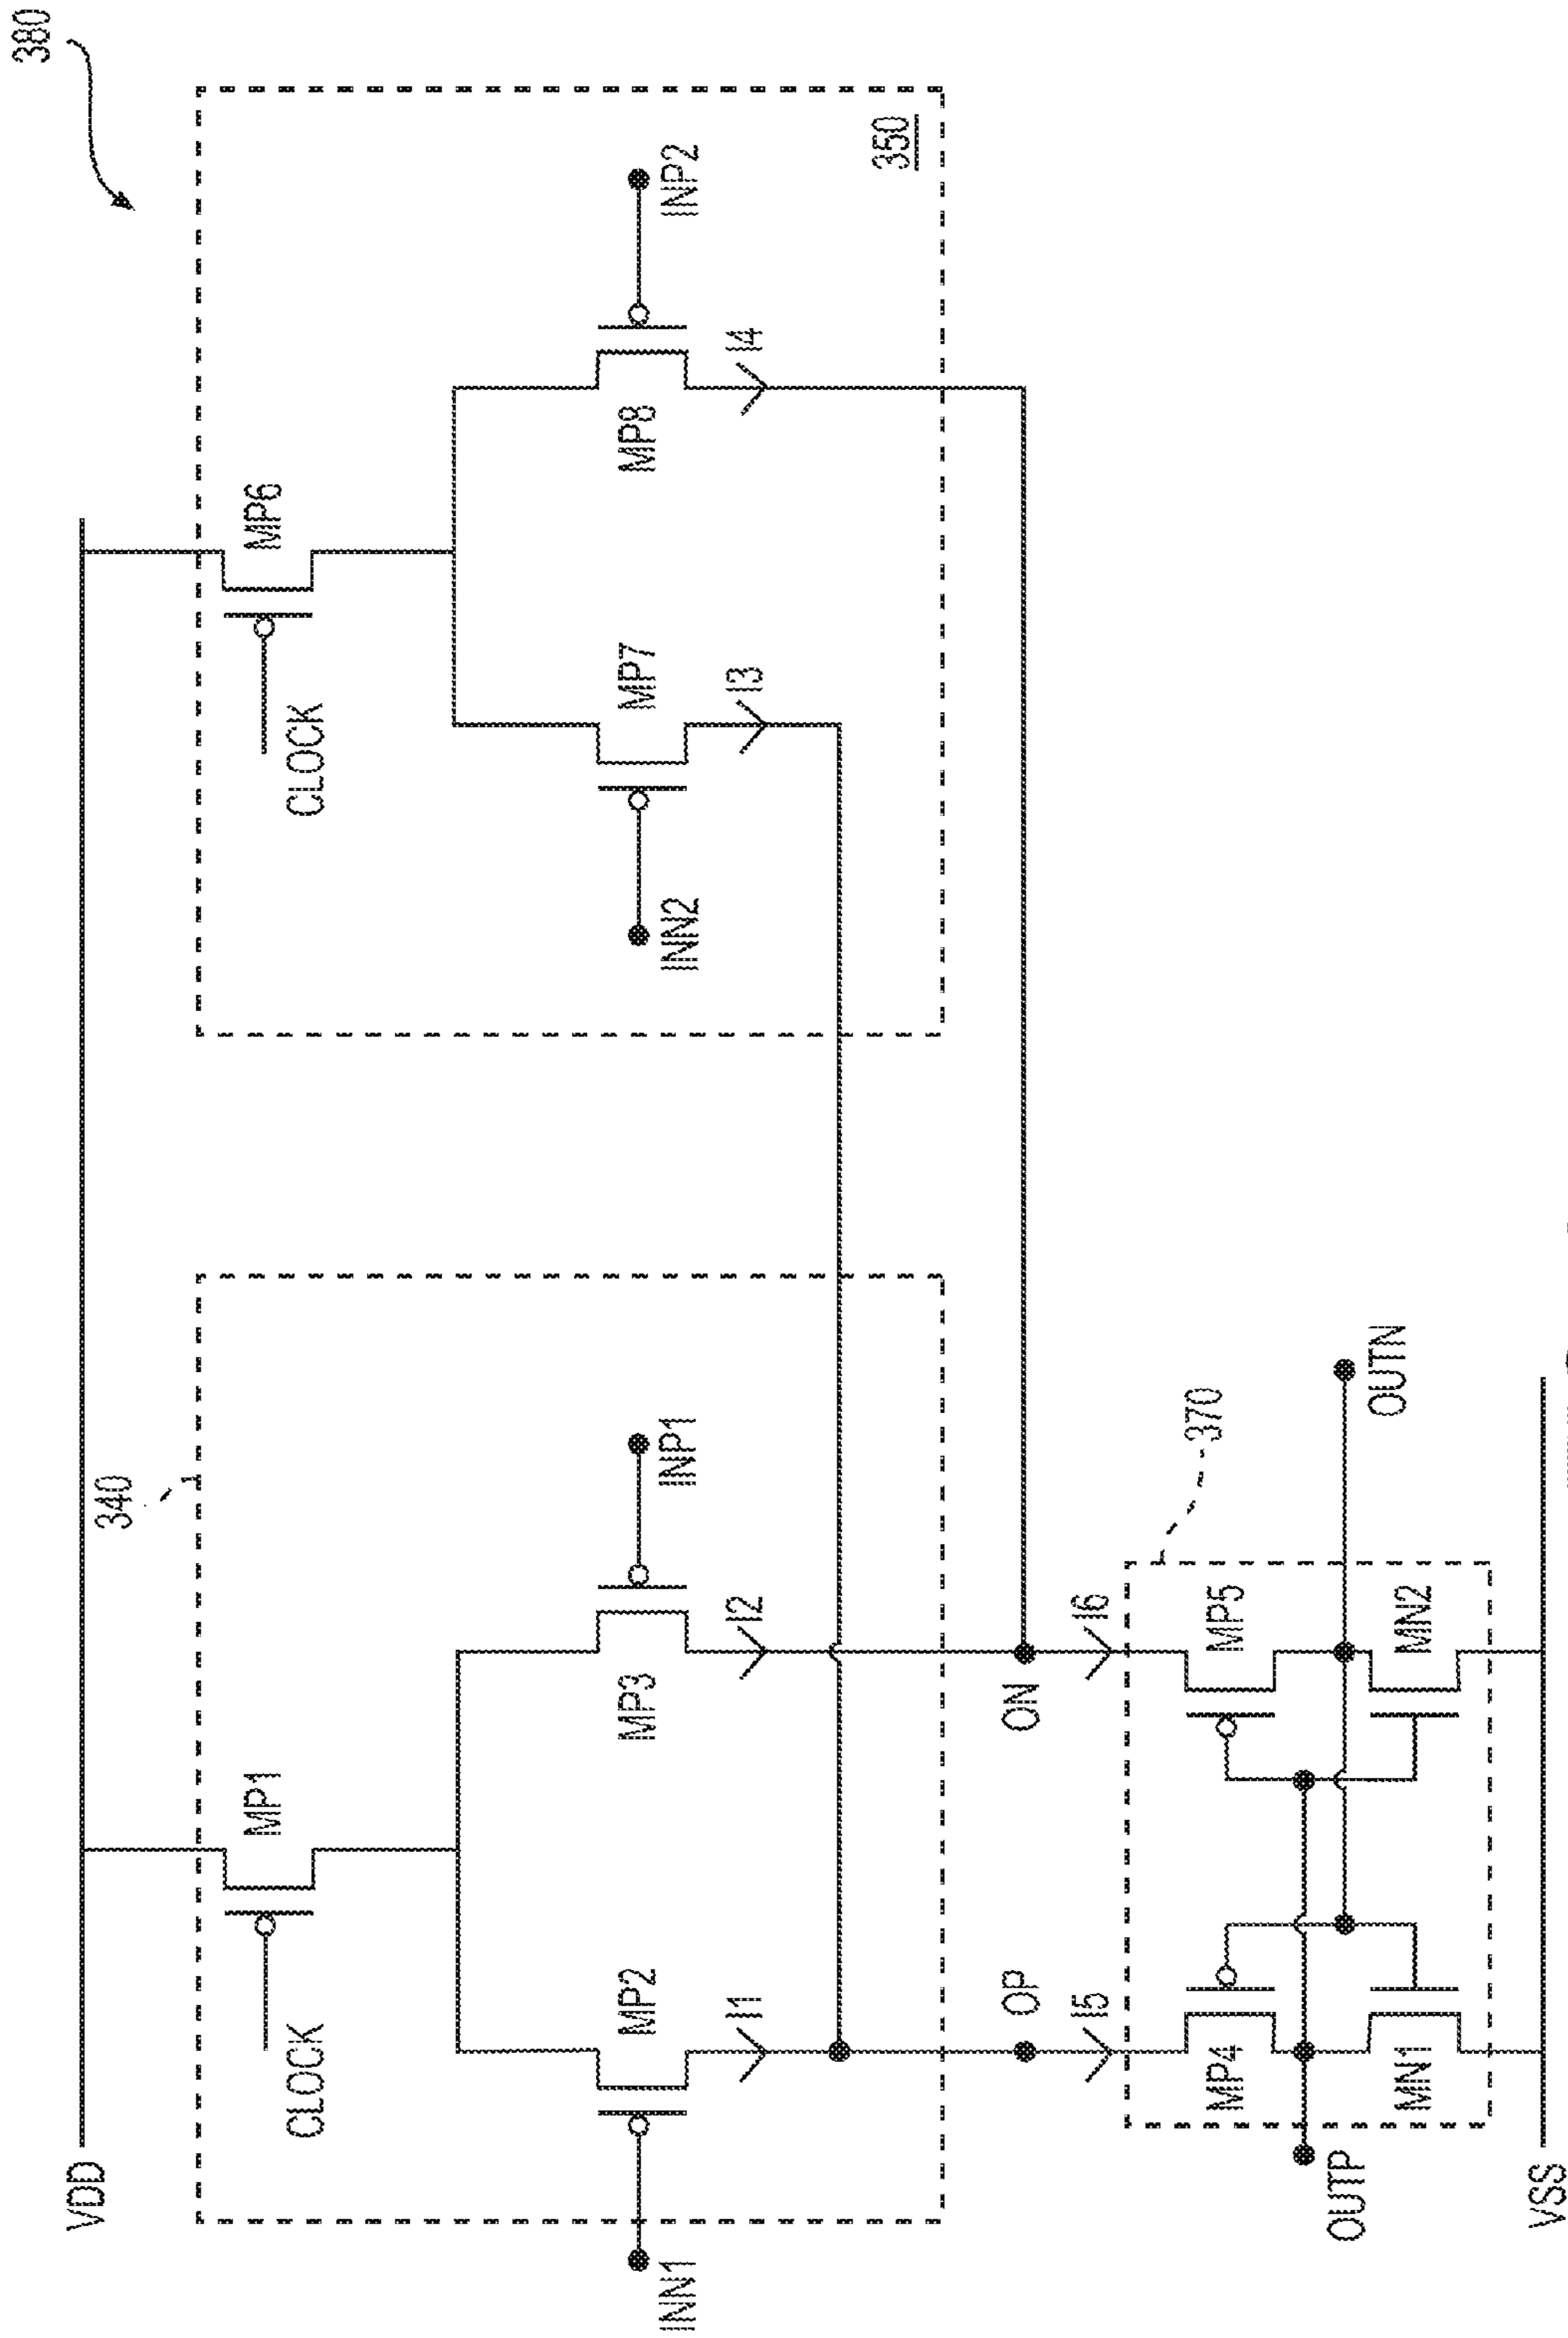 380
VDD
340
MP1
CLOCK
MP6
CLOCK
INN1
MP2
MP3
INP1
INN2
MP7
MP8
INP2
I1
I2
I3
I4
350
OP
ON
I5
I6
370
MP4
MP5
OUTP
OUTN
MN1
MN2
VSS